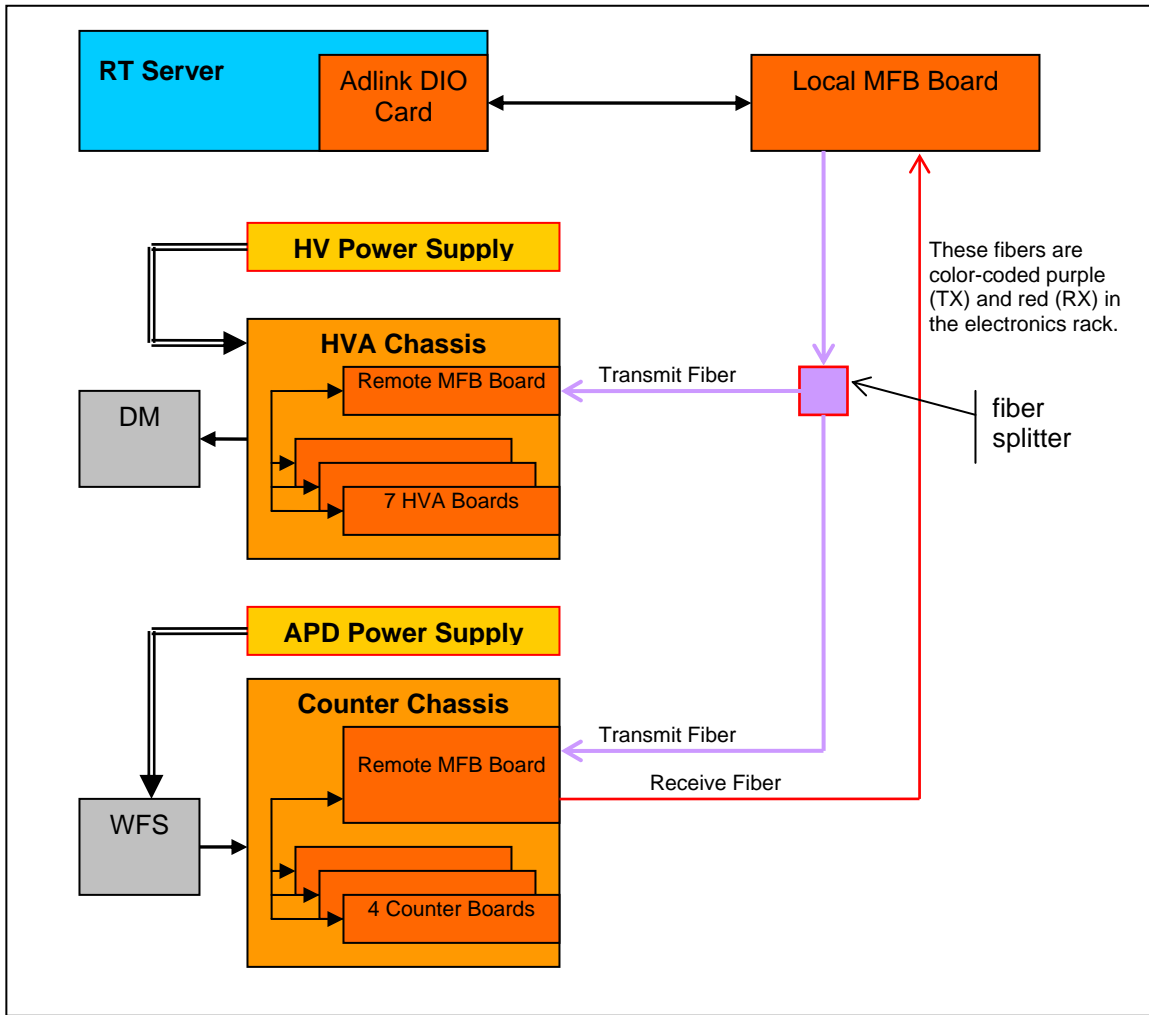 RT Server
Adlink DIO
Card
Local MFB Board
HV Power Supply
These fibers are
color-coded purple
(TX) and red (RX) in
the electronics rack.
HVA Chassis
Remote MFB Board
Transmit Fiber
DM
fiber
splitter
7 HVA Boards
APD Power Supply
Counter Chassis
Transmit Fiber
Remote MFB Board
Receive Fiber
WFS
4 Counter Boards